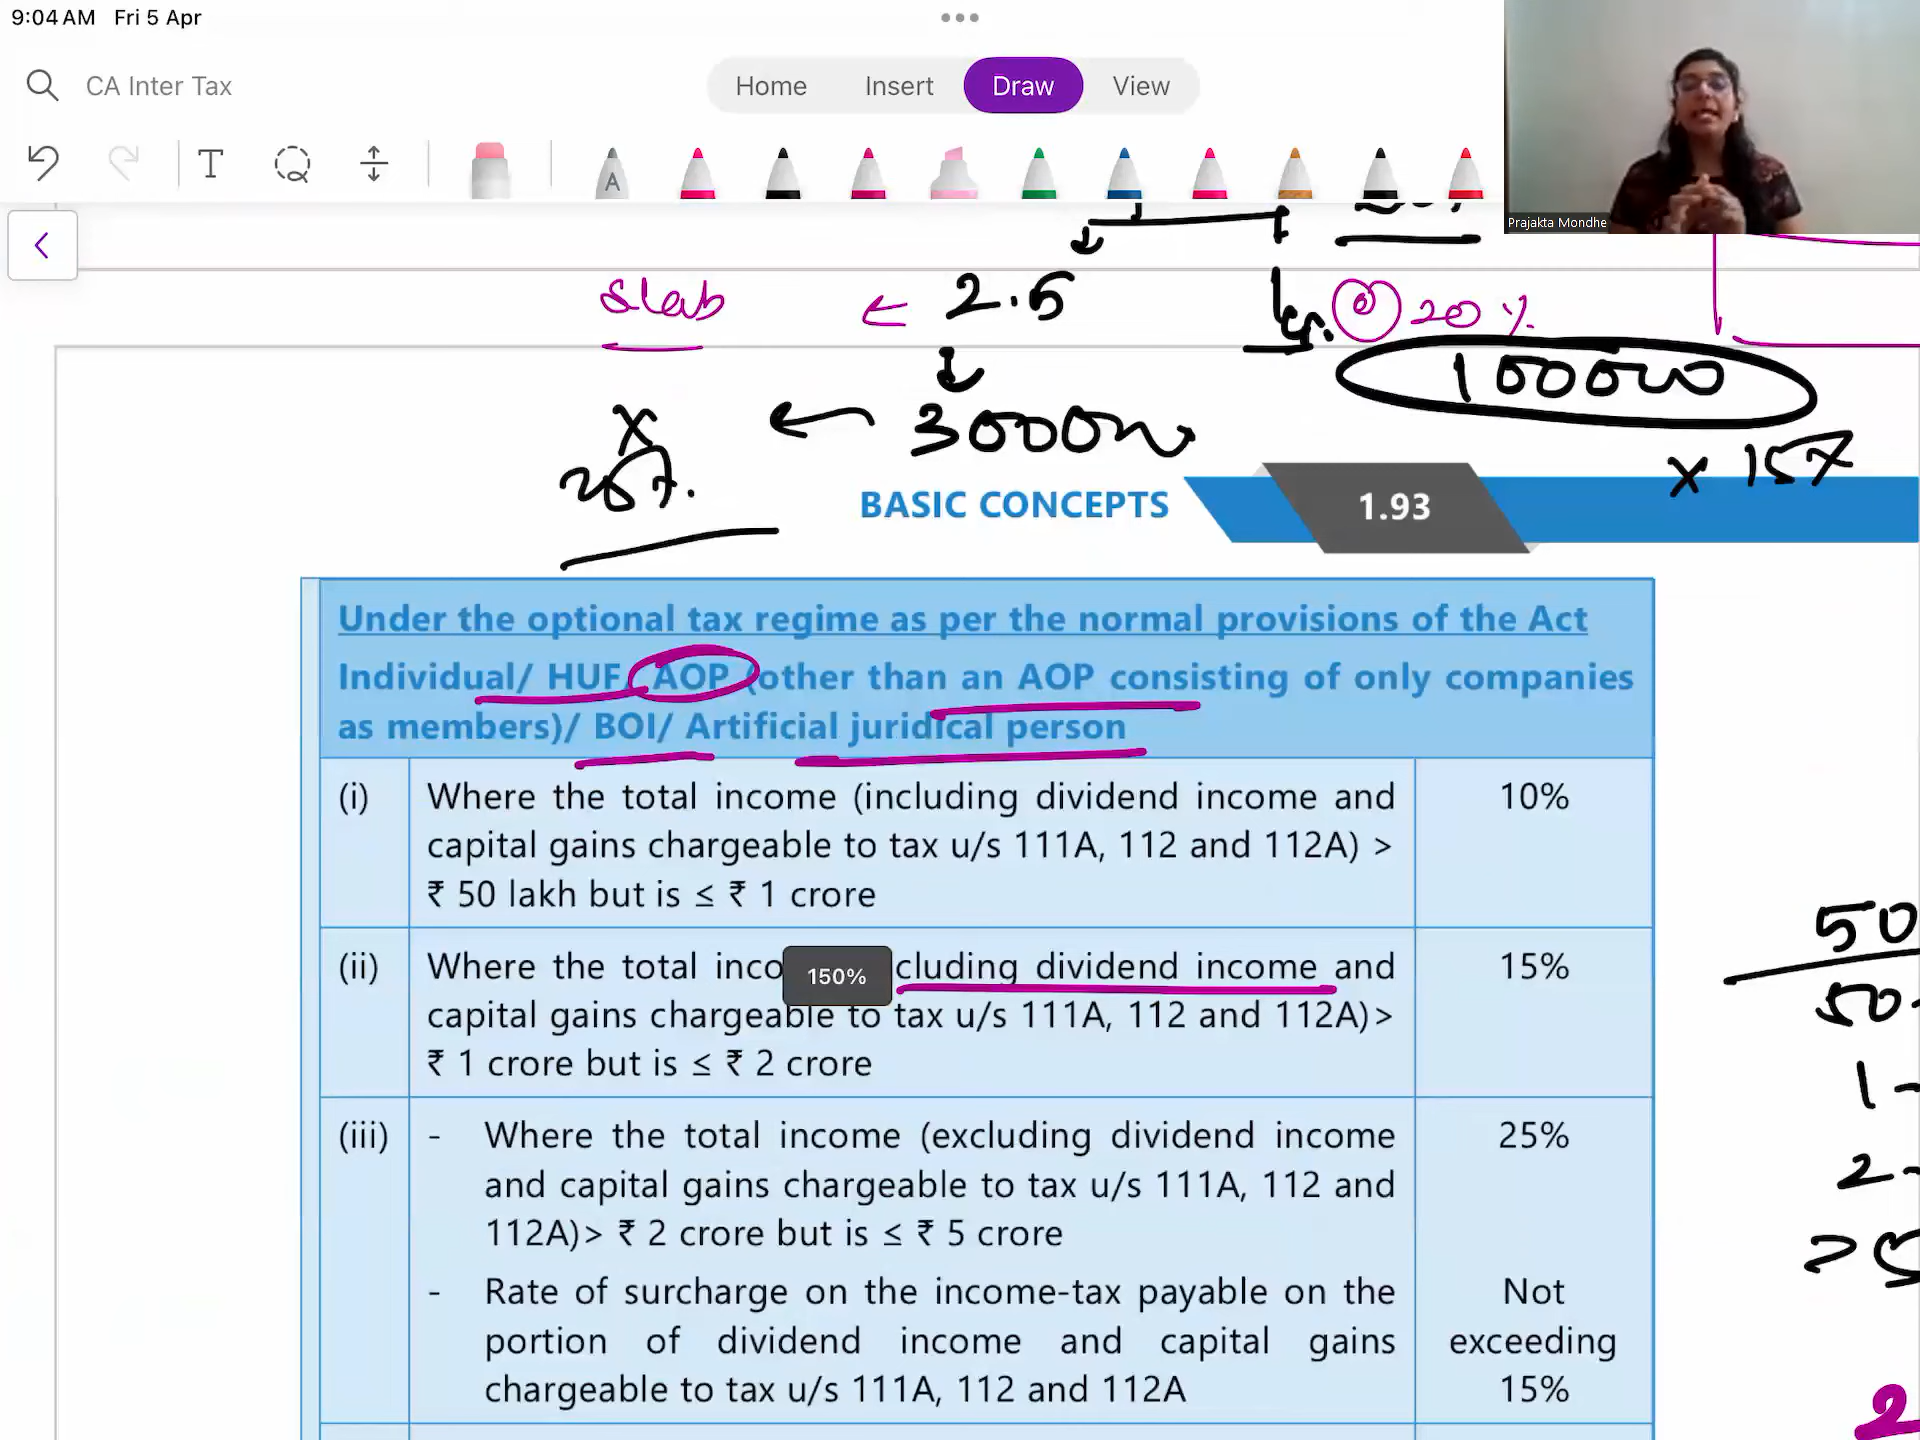 9:04 AM Fri 5 Apr
CA Inter Tax
Home Insert Draw View
T
A
Prajakta Mondhe
slab ← 2.5
20 %
100000
x 300000
25%.
x 15%
BASIC CONCEPTS 1.93
Under the optional tax regime as per the normal provisions of the Act
Individual/ HUF/ AOP (other than an AOP consisting of only companies
as members)/ BOI/ Artificial juridical person
(i) Where the total income (including dividend income and 10%
capital gains chargeable to tax u/s 111A, 112 and 112A) >
₹ 50 lakh but is ≤ ₹ 1 crore
(ii) Where the total inco cluding dividend income and 15%
150%
capital gains chargeable to tax u/s 111A, 112 and 112A)>
₹ 1 crore but is ≤ ₹ 2 crore
(iii) - Where the total income (excluding dividend income 25%
and capital gains chargeable to tax u/s 111A, 112 and
112A)> ₹ 2 crore but is ≤ ₹ 5 crore
- Rate of surcharge on the income-tax payable on the Not
portion of dividend income and capital gains exceeding
chargeable to tax u/s 111A, 112 and 112A 15%
50
50-
1-
2-
2